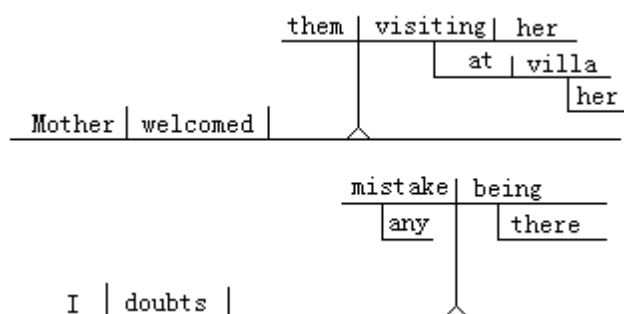 them visiting her
at villa
her
Mother welcomed
mistake being
any there
I doubts